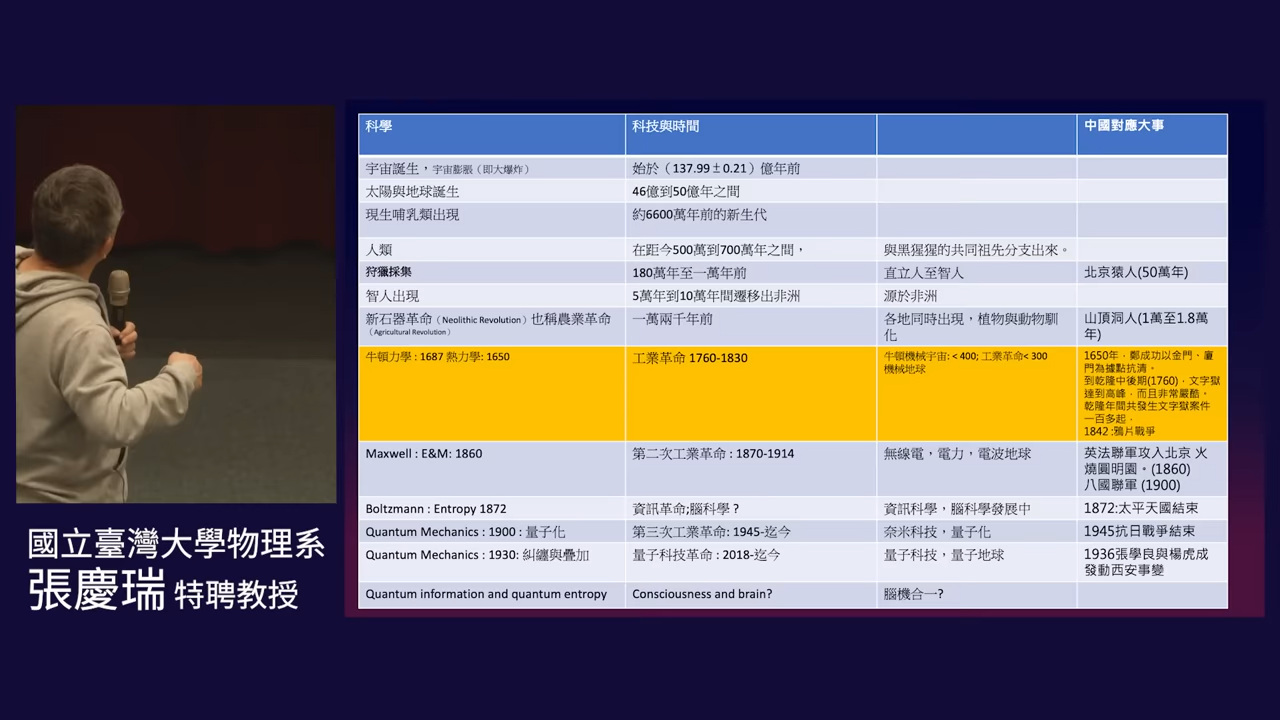 科學 科技與時間 中國對應大事
宇宙誕生，宇宙膨脹（即大爆炸） 始於（137.99±0.21）億年前
太陽與地球誕生 46億到50億年之間
現生哺乳類出現 約6600萬年前的新生代
人類 在距今500萬到700萬年之間， 與黑猩猩的共同祖先分支出來。
狩獵採集 180萬年至一萬年前 直立人至智人 北京猿人(50萬年)
智人出現 5萬年到10萬年間遷移出非洲 源於非洲
新石器革命（Neolithic Revolution）也稱農業革命 一萬兩千年前 各地同時出現，植物與動物馴 山頂洞人(1萬至1.8萬
（Agricultural Revolution） 化 年)
牛頓力學 : 1687 熱力學: 1650 工業革命 1760-1830 牛頓機械宇宙: < 400; 工業革命< 300 1650年，鄭成功以金門、廈
機械地球 門為據點抗清。
到乾隆中後期(1760)，文字獄
達到高峰，而且非常嚴酷。
乾隆年間共發生文字獄案件
一百多起，
1842 :鴉片戰爭
Maxwell : E&M: 1860 第二次工業革命 : 1870-1914 無線電，電力，電波地球 英法聯軍攻入北京 火
燒圓明園。(1860)
八國聯軍 (1900)
Boltzmann : Entropy 1872 資訊革命;腦科學 ? 資訊科學，腦科學發展中 1872:太平天國結束
Quantum Mechanics : 1900 : 量子化 第三次工業革命: 1945-迄今 奈米科技，量子化 1945抗日戰爭結束
Quantum Mechanics : 1930: 糾纏與疊加 量子科技革命 : 2018-迄今 量子科技，量子地球 1936張學良與楊虎成
發動西安事變
Quantum information and quantum entropy Consciousness and brain? 腦機合一?
國立臺灣大學物理系
張慶瑞 特聘教授